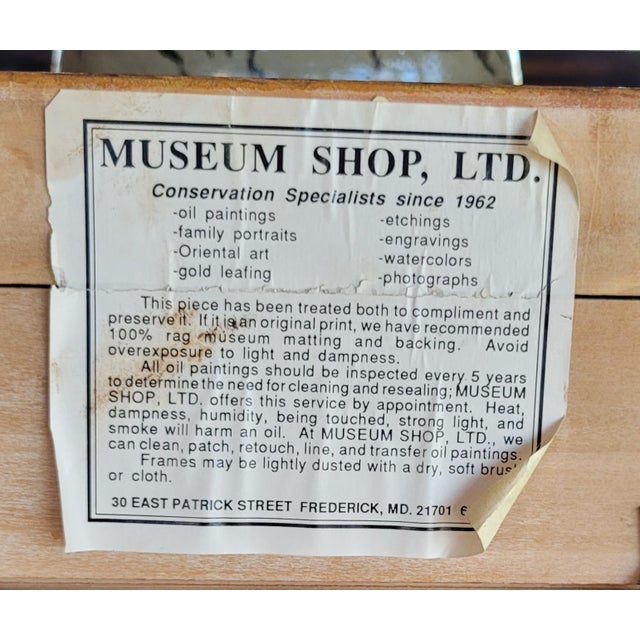 MUSEUM SHOP, LTD.
Conservation Specialists since 1962
-oil paintings
-family portraits
-Oriental art
-gold leafing
-etchings
-engravings
-watercolors
-photographs
This piece has been treated both to compliment and
preserve it. If it is an original print, we have recommended
100% rag museum matting and backing. Avoid
overexposure to light and dampness.
All oil paintings should be inspected every 5 years
to determine the need for cleaning and resealing; MUSEUM
SHOP, LTD. offers this service by appointment. Heat,
dampness, humidity, being touched, strong light, and
smoke will harm an oil. At MUSEUM SHOP, LTD., we
can clean, patch, retouch, line, and transfer oil paintings.
Frames may be lightly dusted with a dry, soft brush
or cloth.
30 EAST PATRICK STREET FREDERICK, MD. 21701